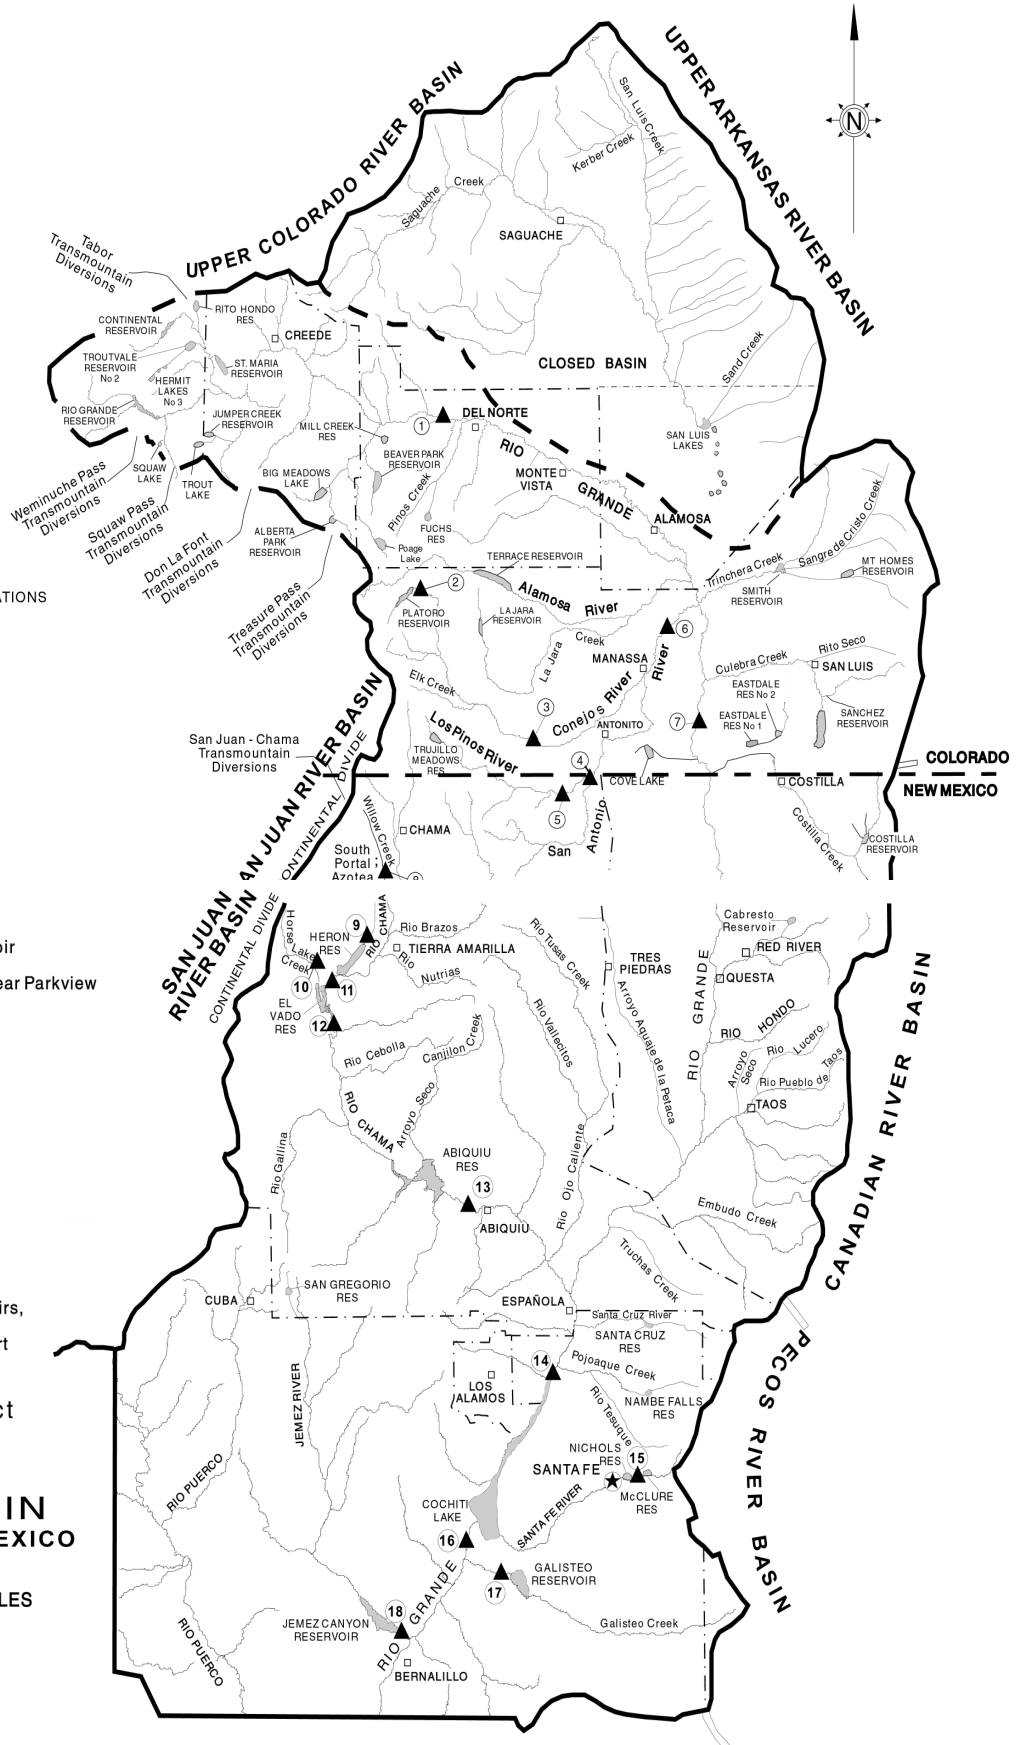 UPPER COLORADO RIVER BASIN
UPPER ARKANSAS RIVER BASIN
N
San Luis Creek
Kerber Creek
Saguache
Creek
SAGUACHE
Tabor
Transmountain
Diversions
CONTINENTAL
RESERVOIR
RITO HONDO
RES
CREEDE
TROUTVALE
RESERVOIR
No 2
HERMIT
LAKES
No 3
ST. MARIA
RESERVOIR
CLOSED BASIN
Sand Creek
RIO GRANDE
RESERVOIR
JUMPER CREEK
RESERVOIR
MILL CREEK
RES
1
DEL NORTE
RIO
GRANDE
SAN LUIS
LAKES
SQUAW
LAKE
TROUT
LAKE
BIG MEADOWS
LAKE
BEAVER PARK
RESERVOIR
Pinos Creek
MONTE
VISTA
ALAMOSA
Weminuche Pass
Transmountain
Diversions
Squaw Pass
Transmountain
Diversions
Don La Font
Transmountain
Diversions
Treasure Pass
Transmountain
Diversions
ALBERTA
PARK
RESERVOIR
FUCHS
RES
Poage
Lake
TERRACE RESERVOIR
Trinchera Creek
Sangre de Cristo Creek
MT HOMES
RESERVOIR
SMITH
RESERVOIR
ATIONS
2
PLATORO
RESERVOIR
LA JARA
RESERVOIR
Alamosa River
La Jara
Creek
6
MANASSA
Culebra Creek
Rito Seco
SAN LUIS
Elk Creek
3
Conejos River
River
EASTDALE
RES No 2
EASTDALE
RES No 1
SANCHEZ
RESERVOIR
7
ANTONITO
Los Pinos River
TRUJILLO
MEADOWS
RES
San Juan - Chama
Transmountain
Diversions
4
COVE LAKE
COSTILLA
COLORADO
NEW MEXICO
5
San
Antonio
Costilla Creek
COSTILLA
RESERVOIR
Willow Creek
CHAMA
South
Portal
Azotea
8
SAN JUAN RIVER BASIN
CONTINENTAL DIVIDE
SAN JUAN
RIVER BASIN
CONTINENTAL DIVIDE
Horse
Lake
Creek
HERON
RES
9
RIO CHAMA
Rio Brazos
TIERRA AMARILLA
Rio
Nutrias
10
11
EL
VADO
RES
12
Rio Tusas Creek
TRES
PIEDRAS
Cabresto
Reservoir
RED RIVER
QUESTA
RIO GRANDE
RIO HONDO
Rio Lucero
Arroyo
Seco
Rio Pueblo de Taos
TAOS
oir
ear Parkview
Rio Cebolla
Canjilon Creek
Rio Vallecitos
Arroyo Aguaje de la Petaca
RIO CHAMA
Arroyo Seco
Rio Gallina
ABIQUIU
RES
13
ABIQUIU
Rio Ojo Caliente
Embudo Creek
Truchas Creek
CANADIAN RIVER BASIN
CUBA
SAN GREGORIO
RES
ESPAÑOLA
Santa Cruz River
SANTA CRUZ
RES
irs,
rt
ct
14
Pojoaque Creek
LOS
ALAMOS
NAMBE FALLS
RES
Rio Tesuque
JEMEZ RIVER
NICHOLS
RES
15
SANTA FE
McCLURE
RES
PECOS RIVER BASIN
RIO PUERCO
COCHITI
LAKE
SANTA FE RIVER
IN
EXICO
16
GALISTEO
RESERVOIR
17
LES
RIO GRANDE
18
JEMEZ CANYON
RESERVOIR
Galisteo Creek
RIO PUERCO
BERNALILLO